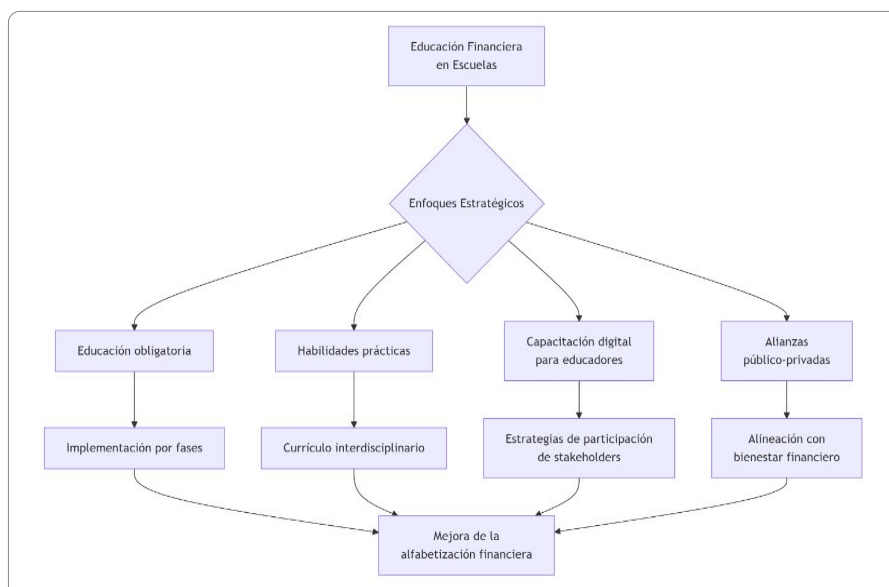 Educación Financiera
en Escuelas
Enfoques Estratégicos
Educación obligatoria
Habilidades prácticas
Capacitación digital
para educadores
Alianzas
público-privadas
Implementación por fases
Currículo interdisciplinario
Estrategias de participación
de stakeholders
Alineación con
bienestar financiero
Mejora de la
alfabetización financiera